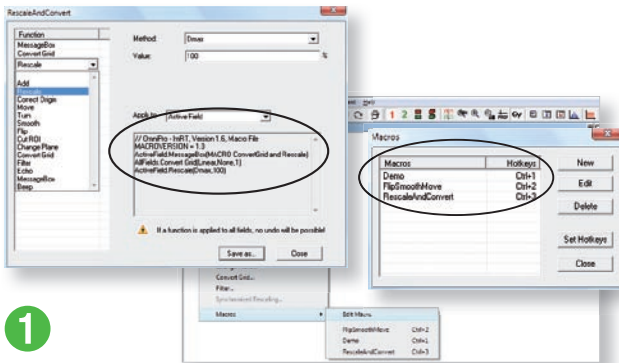 RescaleAndConvert
Function
MessageBox
Convert Grid
Rescale
Add
Rescale
Correct Origin
Move
Turn
Smooth
Flip
Cut ROI
Change Plane
Convert Grid
Filter
Echo
MessageBox
Beep
Method: Dmax
Value: 100 %
Apply to: Active Field
// OmniPro - ImRT, Version 1.6, Macro File
MACROVERSION = 1.3
ActiveField.MessageBox(MACRO ConvertGrid and Rescale)
AllFields.Convert Grid(Linear,None,1)
ActiveField.Rescale(Dmax,100)
If a function is applied to all fields, no undo will be possible!
Save as.. Close
Help
1 2
Macros
Macros Hotkeys
Demo Ctrl+1
FlipSmoothMove Ctrl+2
RescaleAndConvert Ctrl+3
New
Edit
Delete
Set Hotkeys
Close
Convert Grid...
Filter...
Macros
Edit Macro
FlipSmoothMove Ctrl+2
Demo Ctrl+1
RescaleAndConvert Ctrl+3
1